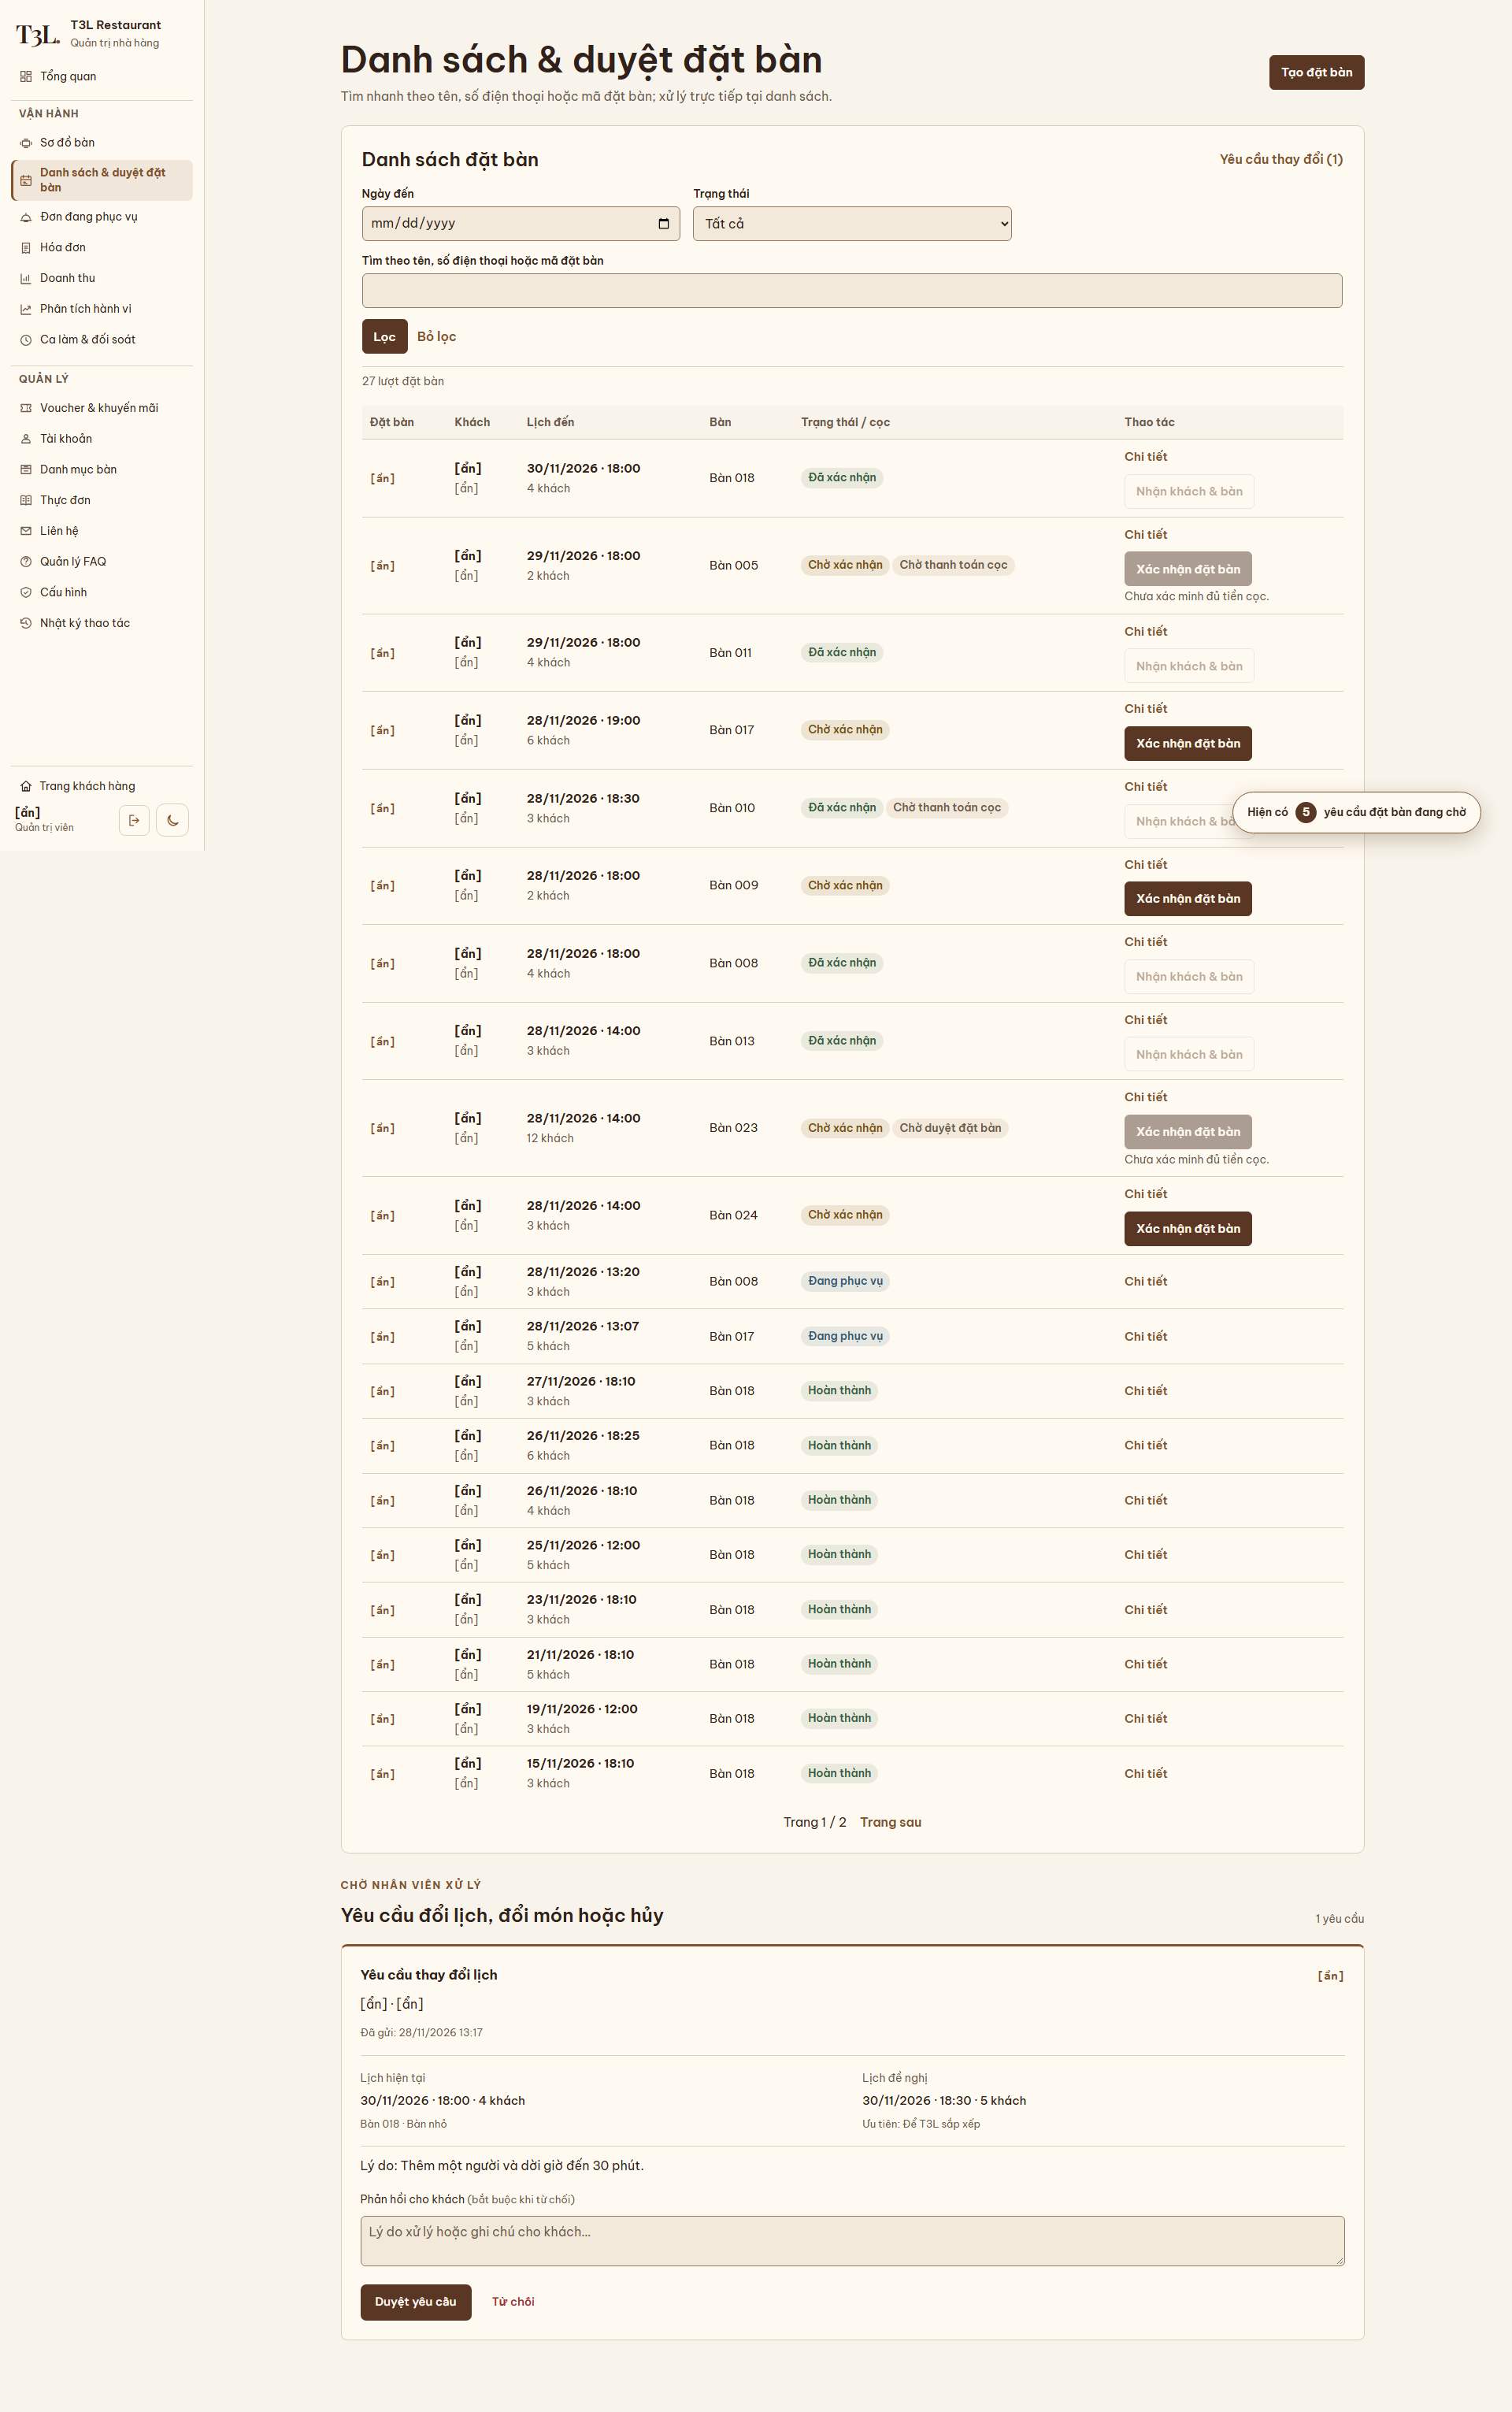 T3L.
T3L Restaurant
Quản trị nhà hàng
Tổng quan
VẬN HÀNH
Sơ đồ bàn
Danh sách & duyệt đặt
bàn
Đơn đang phục vụ
Hóa đơn
Doanh thu
Phân tích hành vi
Ca làm & đối soát
QUẢN LÝ
Voucher & khuyến mãi
Tài khoản
Danh mục bàn
Thực đơn
Liên hệ
Quản lý FAQ
Cấu hình
Nhật ký thao tác
Trang khách hàng
[ẩn]
Quản trị viên
Danh sách & duyệt đặt bàn
Tìm nhanh theo tên, số điện thoại hoặc mã đặt bàn; xử lý trực tiếp tại danh sách.
Tạo đặt bàn
Danh sách đặt bàn
Yêu cầu thay đổi (1)
Ngày đến
Trạng thái
mm/dd/yyyy
Tất cả
Tìm theo tên, số điện thoại hoặc mã đặt bàn
Lọc
Bỏ lọc
27 lượt đặt bàn
Đặt bàn Khách Lịch đến Bàn Trạng thái / cọc Thao tác
[ẩn] [ẩn] 30/11/2026 · 18:00 Bàn 018 Đã xác nhận Chi tiết
[ẩn] 4 khách Nhận khách & bàn
[ẩn] [ẩn] 29/11/2026 · 18:00 Bàn 005 Chờ xác nhận Chờ thanh toán cọc Chi tiết
[ẩn] 2 khách Xác nhận đặt bàn
Chưa xác minh đủ tiền cọc.
[ẩn] [ẩn] 29/11/2026 · 18:00 Bàn 011 Đã xác nhận Chi tiết
[ẩn] 4 khách Nhận khách & bàn
[ẩn] [ẩn] 28/11/2026 · 19:00 Bàn 017 Chờ xác nhận Chi tiết
[ẩn] 6 khách Xác nhận đặt bàn
[ẩn] [ẩn] 28/11/2026 · 18:30 Bàn 010 Đã xác nhận Chờ thanh toán cọc Chi tiết
[ẩn] 3 khách Nhận khách & bà
Hiện có 5 yêu cầu đặt bàn đang chờ
[ẩn] [ẩn] 28/11/2026 · 18:00 Bàn 009 Chờ xác nhận Chi tiết
[ẩn] 2 khách Xác nhận đặt bàn
[ẩn] [ẩn] 28/11/2026 · 18:00 Bàn 008 Đã xác nhận Chi tiết
[ẩn] 4 khách Nhận khách & bàn
[ẩn] [ẩn] 28/11/2026 · 14:00 Bàn 013 Đã xác nhận Chi tiết
[ẩn] 3 khách Nhận khách & bàn
[ẩn] [ẩn] 28/11/2026 · 14:00 Bàn 023 Chờ xác nhận Chờ duyệt đặt bàn Chi tiết
[ẩn] 12 khách Xác nhận đặt bàn
Chưa xác minh đủ tiền cọc.
[ẩn] [ẩn] 28/11/2026 · 14:00 Bàn 024 Chờ xác nhận Chi tiết
[ẩn] 3 khách Xác nhận đặt bàn
[ẩn] [ẩn] 28/11/2026 · 13:20 Bàn 008 Đang phục vụ Chi tiết
[ẩn] 3 khách
[ẩn] [ẩn] 28/11/2026 · 13:07 Bàn 017 Đang phục vụ Chi tiết
[ẩn] 5 khách
[ẩn] [ẩn] 27/11/2026 · 18:10 Bàn 018 Hoàn thành Chi tiết
[ẩn] 3 khách
[ẩn] [ẩn] 26/11/2026 · 18:25 Bàn 018 Hoàn thành Chi tiết
[ẩn] 6 khách
[ẩn] [ẩn] 26/11/2026 · 18:10 Bàn 018 Hoàn thành Chi tiết
[ẩn] 4 khách
[ẩn] [ẩn] 25/11/2026 · 12:00 Bàn 018 Hoàn thành Chi tiết
[ẩn] 5 khách
[ẩn] [ẩn] 23/11/2026 · 18:10 Bàn 018 Hoàn thành Chi tiết
[ẩn] 3 khách
[ẩn] [ẩn] 21/11/2026 · 18:10 Bàn 018 Hoàn thành Chi tiết
[ẩn] 5 khách
[ẩn] [ẩn] 19/11/2026 · 12:00 Bàn 018 Hoàn thành Chi tiết
[ẩn] 3 khách
[ẩn] [ẩn] 15/11/2026 · 18:10 Bàn 018 Hoàn thành Chi tiết
[ẩn] 3 khách
Trang 1 / 2 Trang sau
CHỜ NHÂN VIÊN XỬ LÝ
Yêu cầu đổi lịch, đổi món hoặc hủy
1 yêu cầu
Yêu cầu thay đổi lịch
[ẩn]
[ẩn] · [ẩn]
Đã gửi: 28/11/2026 13:17
Lịch hiện tại
30/11/2026 · 18:00 · 4 khách
Bàn 018 · Bàn nhỏ
Lịch đề nghị
30/11/2026 · 18:30 · 5 khách
Ưu tiên: Để T3L sắp xếp
Lý do: Thêm một người và dời giờ đến 30 phút.
Phản hồi cho khách (bắt buộc khi từ chối)
Lý do xử lý hoặc ghi chú cho khách...
Duyệt yêu cầu
Từ chối